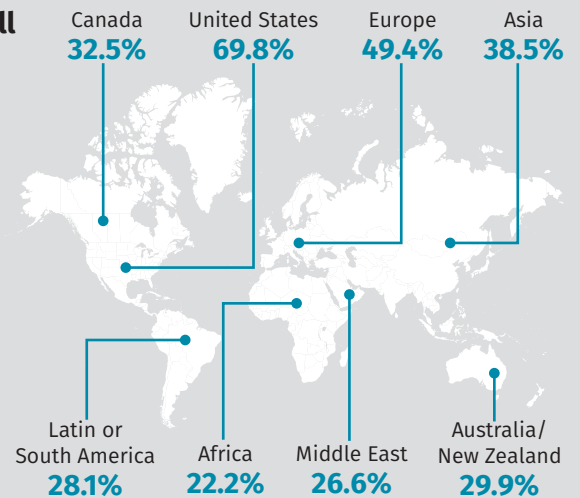 ll
Canada
32.5%
United States
69.8%
Europe
49.4%
Asia
38.5%
Latin or
South America
28.1%
Africa
22.2%
Middle East
26.6%
Australia/
New Zealand
29.9%